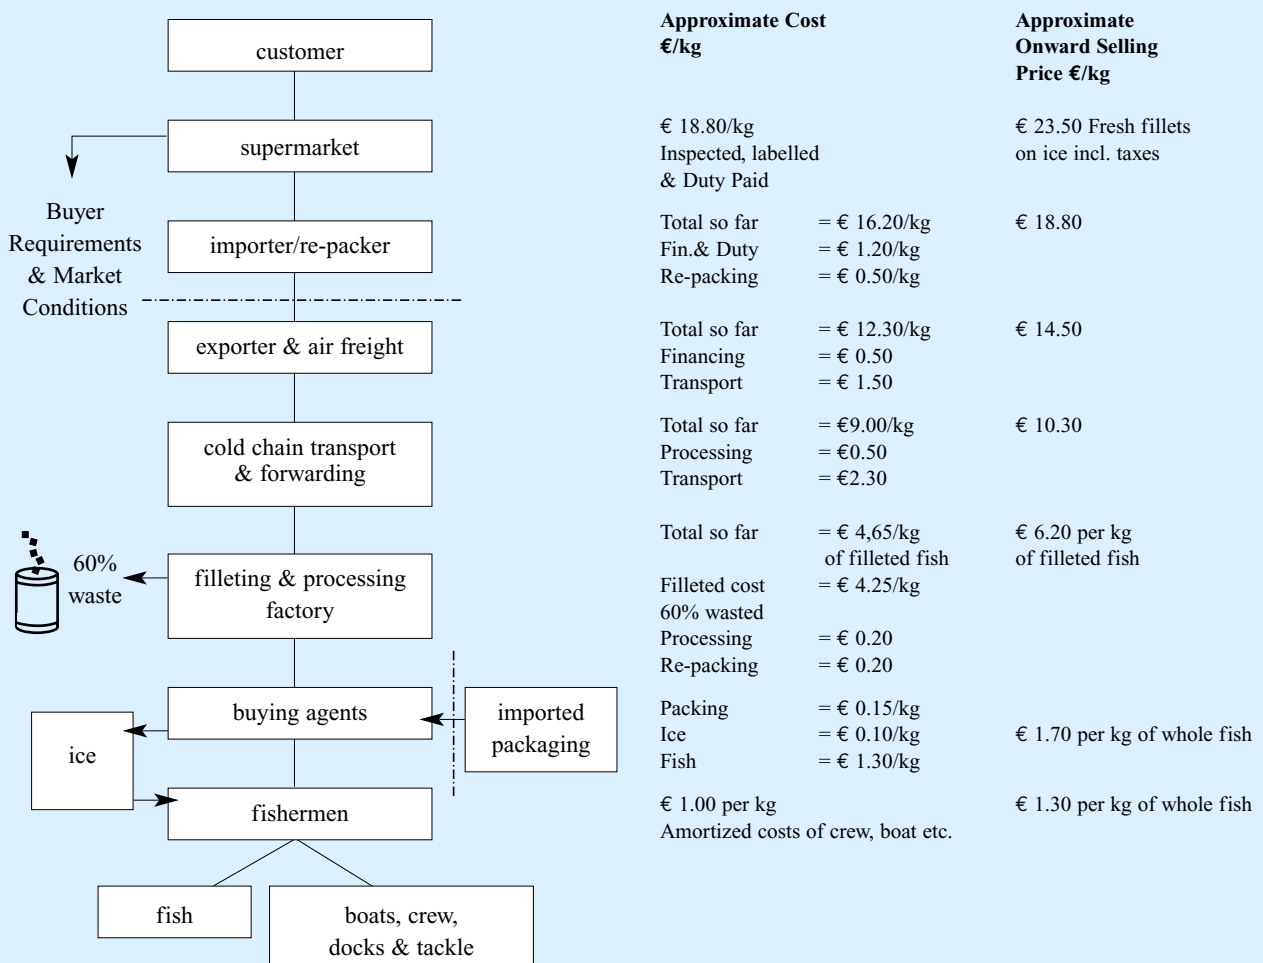 Approximate Cost
€/kg
Approximate
Onward Selling
Price €/kg
customer
supermarket
€ 18.80/kg
Inspected, labelled
& Duty Paid
€ 23.50 Fresh fillets
on ice incl. taxes
Buyer
Requirements
& Market
Conditions
importer/re-packer
Total so far = € 16.20/kg
Fin.& Duty = € 1.20/kg
Re-packing = € 0.50/kg
€ 18.80
exporter & air freight
Total so far = € 12.30/kg
Financing = € 0.50
Transport = € 1.50
€ 14.50
cold chain transport
& forwarding
Total so far = €9.00/kg
Processing = €0.50
Transport = €2.30
€ 10.30
60%
waste
filleting & processing
factory
Total so far = € 4,65/kg
of filleted fish
Filleted cost = € 4.25/kg
60% wasted
Processing = € 0.20
Re-packing = € 0.20
€ 6.20 per kg
of filleted fish
buying agents
imported
packaging
ice
Packing = € 0.15/kg
Ice = € 0.10/kg
Fish = € 1.30/kg
€ 1.70 per kg of whole fish
fishermen
€ 1.00 per kg
Amortized costs of crew, boat etc.
€ 1.30 per kg of whole fish
fish
boats, crew,
docks & tackle